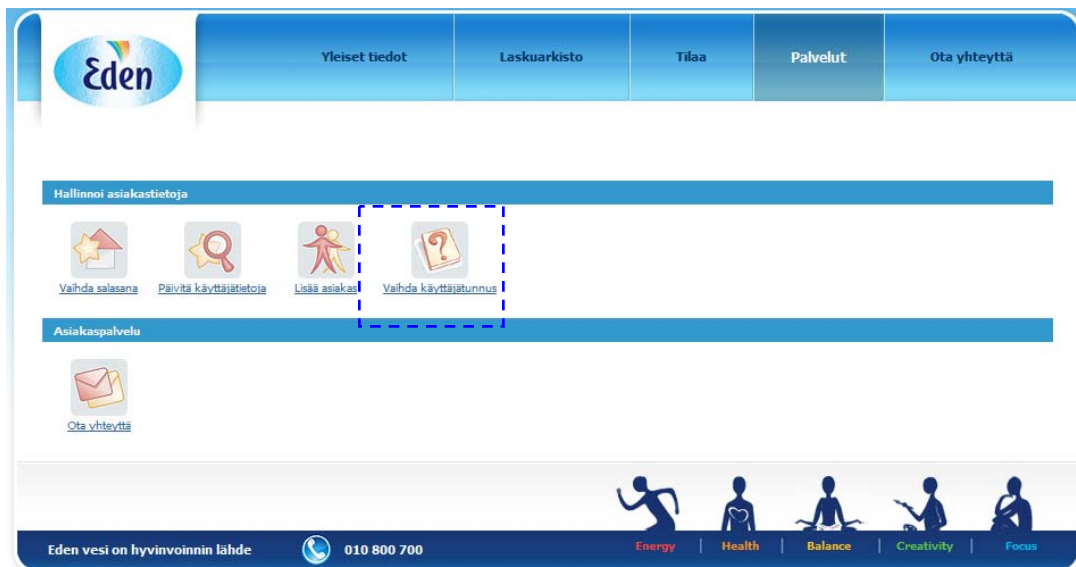 Eden
Yleiset tiedot Laskuarkisto Tilaa Palvelut Ota yhteyttä
Hallinnoi asiakastietoja
Vaihda salasana Päivitä käyttäjätietoja Lisää asiakas Vaihda käyttäjätunnus
Asiakaspalvelu
Ota yhteyttä
Eden vesi on hyvinvoinnin lähde 010 800 700 Energy | Health | Balance | Creativity | Focus